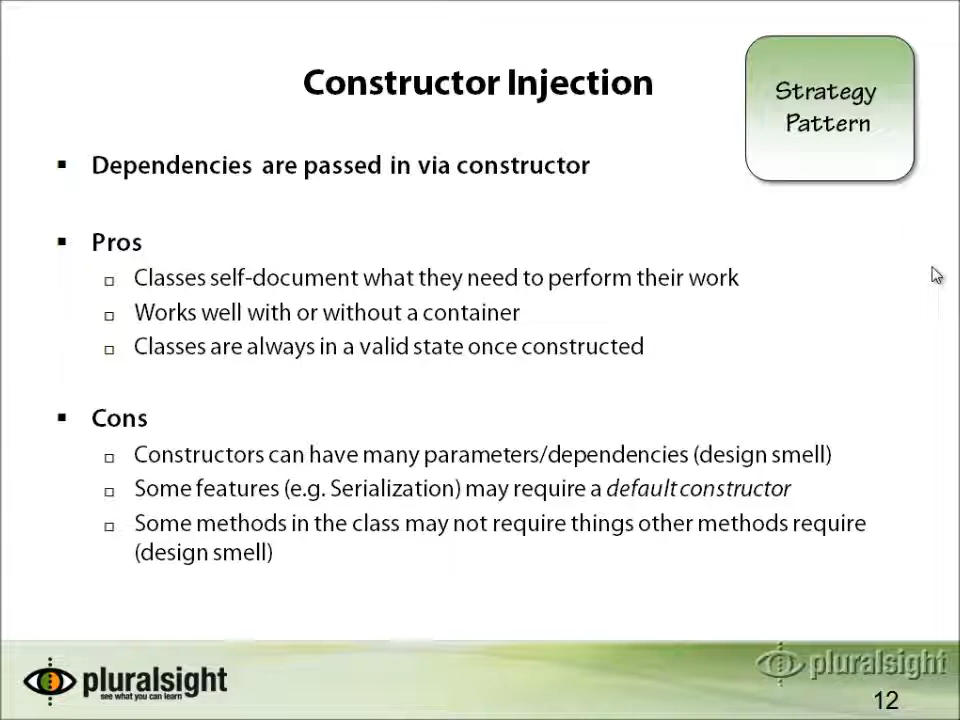 Constructor Injection
Strategy
Pattern
▪ Dependencies are passed in via constructor
▪ Pros
▫ Classes self-document what they need to perform their work
▫ Works well with or without a container
▫ Classes are always in a valid state once constructed
▪ Cons
▫ Constructors can have many parameters/dependencies (design smell)
▫ Some features (e.g. Serialization) may require a default constructor
▫ Some methods in the class may not require things other methods require
(design smell)
pluralsight
see what you can learn
pluralsight
12